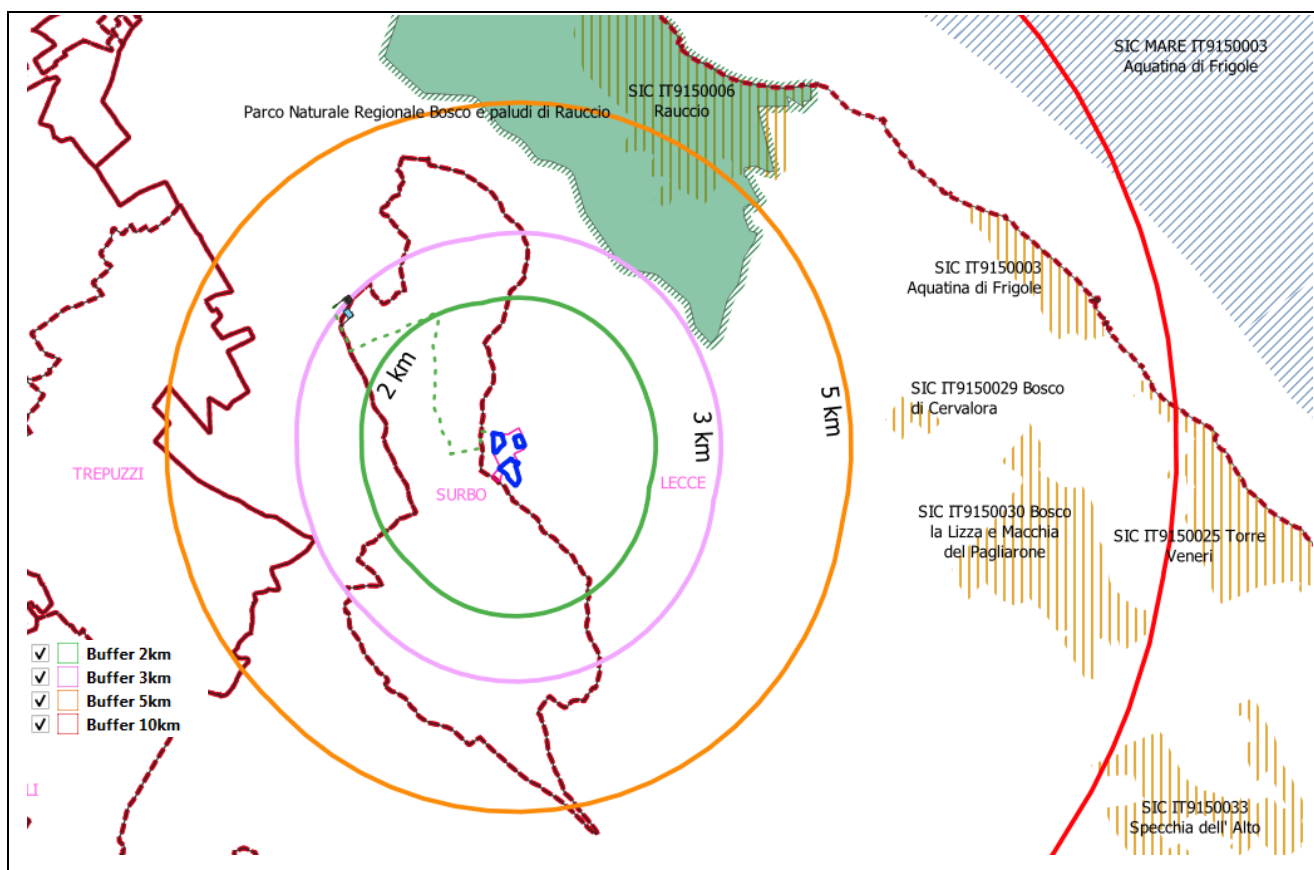 SIC MARE IT9150003
Aquatina di Frigole
SIC IT9150006
Rauccio
Parco Naturale Regionale Bosco e paludi di Rauccio
SIC IT9150003
Aquatina di Frigole
2 km
3 km
5 km
SIC IT9150029 Bosco
di Cervalora
TREPUZZI
SURBO
LECCE
SIC IT9150030 Bosco
la Lizza e Macchia
del Pagliarone
SIC IT9150025 Torre
Veneri
Buffer 2km
Buffer 3km
Buffer 5km
Buffer 10km
LI
SIC IT9150033
Specchia dell' Alto